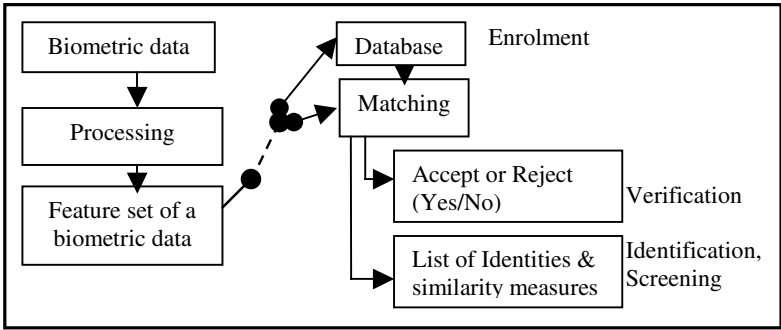 Biometric data
Processing
Feature set of a
biometric data
Database
Enrolment
Matching
Accept or Reject
(Yes/No)
Verification
List of Identities &
similarity measures
Identification,
Screening